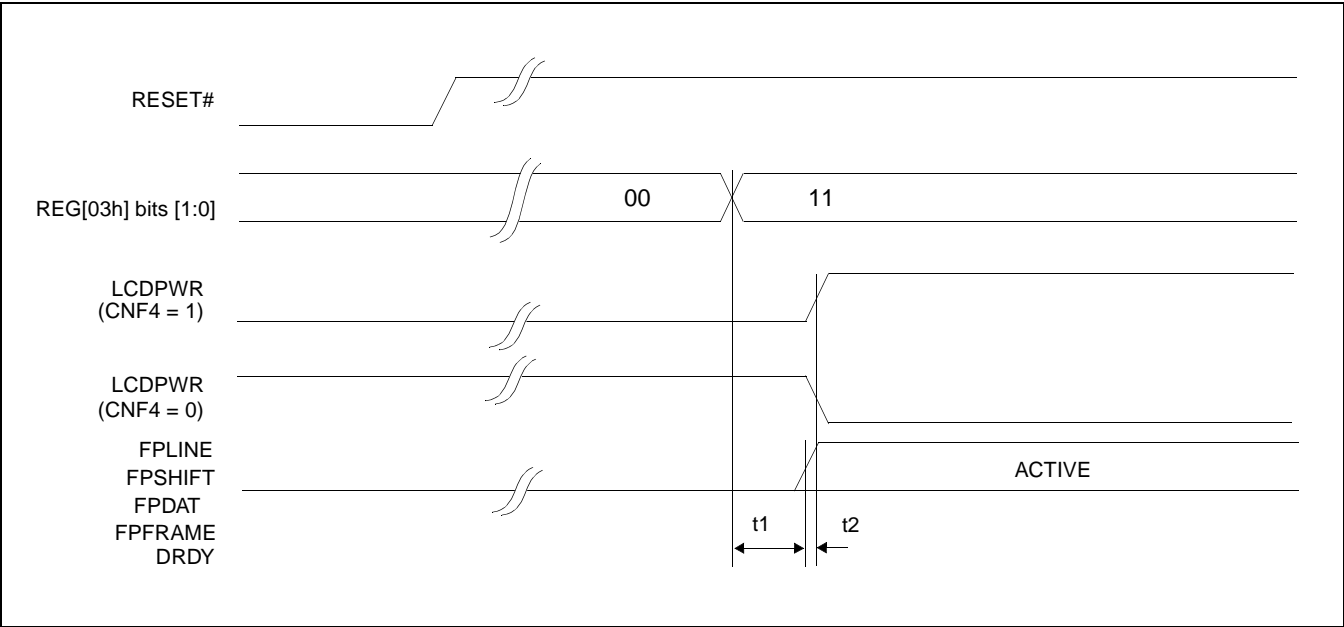 RESET#
REG[03h] bits [1:0]
00
11
LCDPWR
(CNF4 = 1)
LCDPWR
(CNF4 = 0)
FPLINE
FPSHIFT
FPDAT
FPFRAME
DRDY
ACTIVE
t1
t2